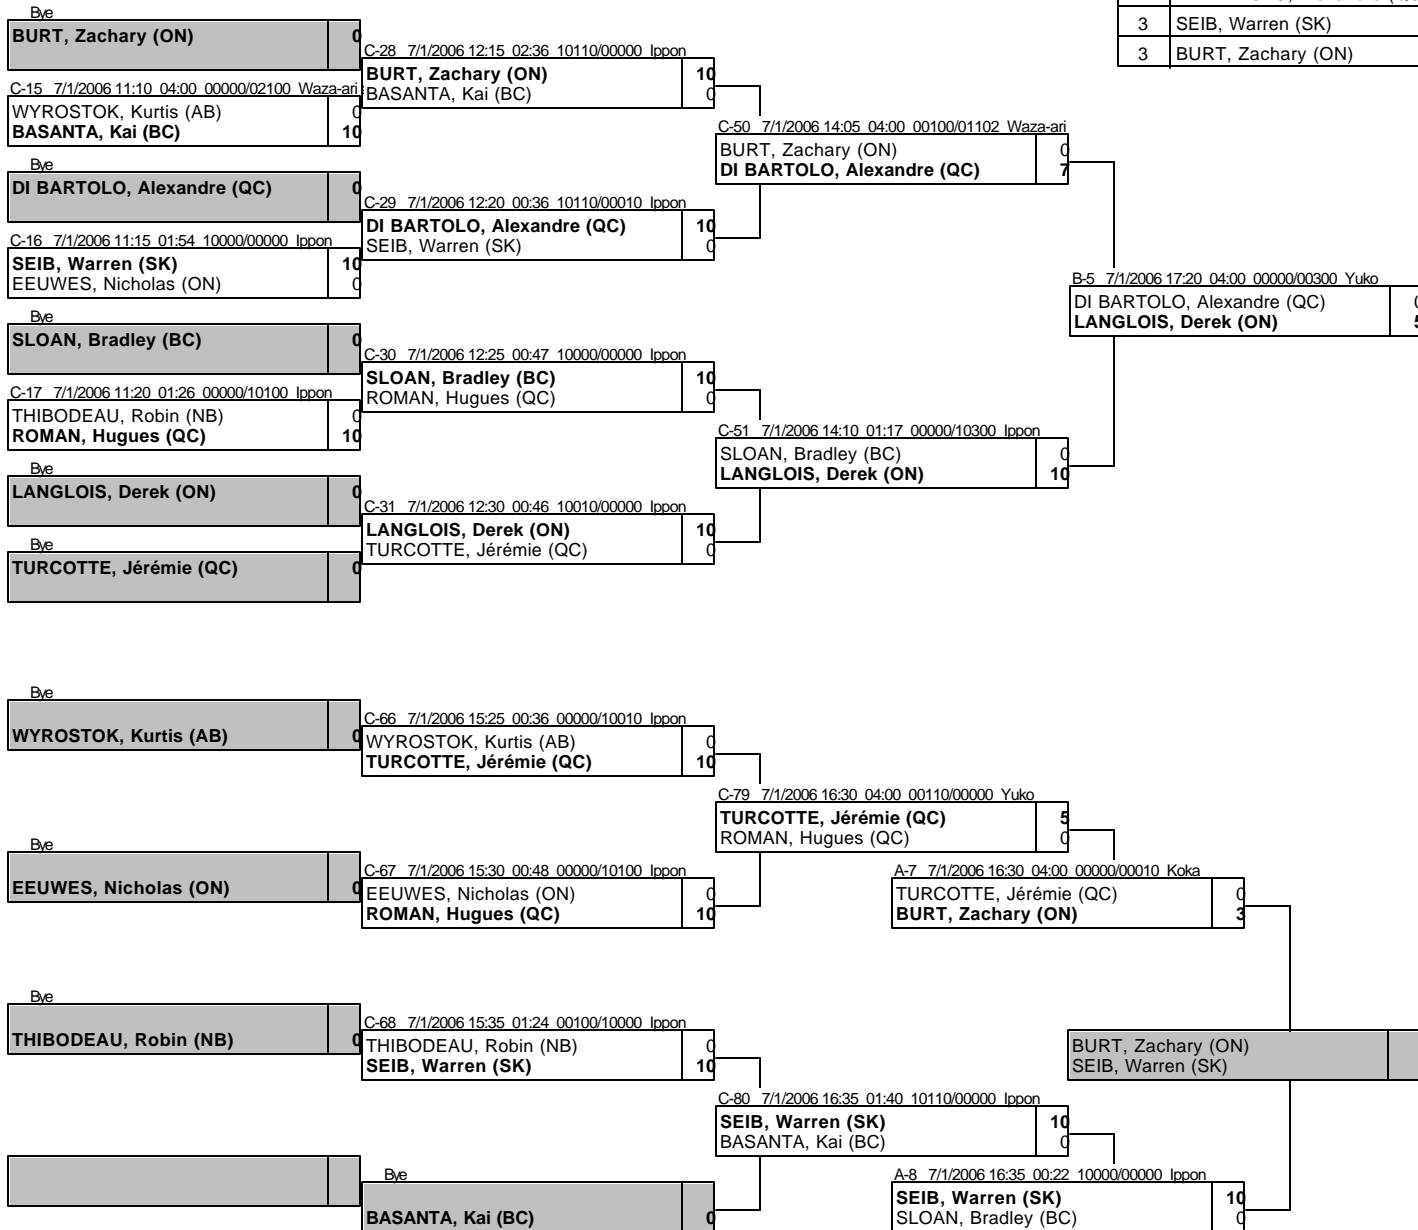 3 SEIB, Warren (SK)
3 BURT, Zachary (ON)
Bye
BURT, Zachary (ON) 0
C-15 7/1/2006 11:10 04:00 00000/02100 Waza-ari
WYROSTOK, Kurtis (AB) 0
BASANTA, Kai (BC) 10
Bye
DI BARTOLO, Alexandre (QC) 0
C-16 7/1/2006 11:15 01:54 10000/00000 Ippon
SEIB, Warren (SK) 10
EEUWES, Nicholas (ON) 0
Bye
SLOAN, Bradley (BC) 0
C-17 7/1/2006 11:20 01:26 00000/10100 Ippon
THIBODEAU, Robin (NB) 0
ROMAN, Hugues (QC) 10
Bye
LANGLOIS, Derek (ON) 0
Bye
TURCOTTE, Jérémie (QC) 0
C-28 7/1/2006 12:15 02:36 10110/00000 Ippon
BURT, Zachary (ON) 10
BASANTA, Kai (BC) 0
C-29 7/1/2006 12:20 00:36 10110/00010 Ippon
DI BARTOLO, Alexandre (QC) 10
SEIB, Warren (SK) 0
C-30 7/1/2006 12:25 00:47 10000/00000 Ippon
SLOAN, Bradley (BC) 10
ROMAN, Hugues (QC) 0
C-31 7/1/2006 12:30 00:46 10010/00000 Ippon
LANGLOIS, Derek (ON) 10
TURCOTTE, Jérémie (QC) 0
C-50 7/1/2006 14:05 04:00 00100/01102 Waza-ari
BURT, Zachary (ON) 0
DI BARTOLO, Alexandre (QC) 7
C-51 7/1/2006 14:10 01:17 00000/10300 Ippon
SLOAN, Bradley (BC) 0
LANGLOIS, Derek (ON) 10
B-5 7/1/2006 17:20 04:00 00000/00300 Yuko
DI BARTOLO, Alexandre (QC) 0
LANGLOIS, Derek (ON) 5
Bye
WYROSTOK, Kurtis (AB) 0
Bye
EEUWES, Nicholas (ON) 0
Bye
THIBODEAU, Robin (NB) 0
C-66 7/1/2006 15:25 00:36 00000/10010 Ippon
WYROSTOK, Kurtis (AB) 0
TURCOTTE, Jérémie (QC) 10
C-67 7/1/2006 15:30 00:48 00000/10100 Ippon
EEUWES, Nicholas (ON) 0
ROMAN, Hugues (QC) 10
C-68 7/1/2006 15:35 01:24 00100/10000 Ippon
THIBODEAU, Robin (NB) 0
SEIB, Warren (SK) 10
Bye
BASANTA, Kai (BC) 0
C-79 7/1/2006 16:30 04:00 00110/00000 Yuko
TURCOTTE, Jérémie (QC) 5
ROMAN, Hugues (QC) 0
C-80 7/1/2006 16:35 01:40 10110/00000 Ippon
SEIB, Warren (SK) 10
BASANTA, Kai (BC) 0
A-7 7/1/2006 16:30 04:00 00000/00010 Koka
TURCOTTE, Jérémie (QC) 0
BURT, Zachary (ON) 3
A-8 7/1/2006 16:35 00:22 10000/00000 Ippon
SEIB, Warren (SK) 10
SLOAN, Bradley (BC) 0
BURT, Zachary (ON)
SEIB, Warren (SK)